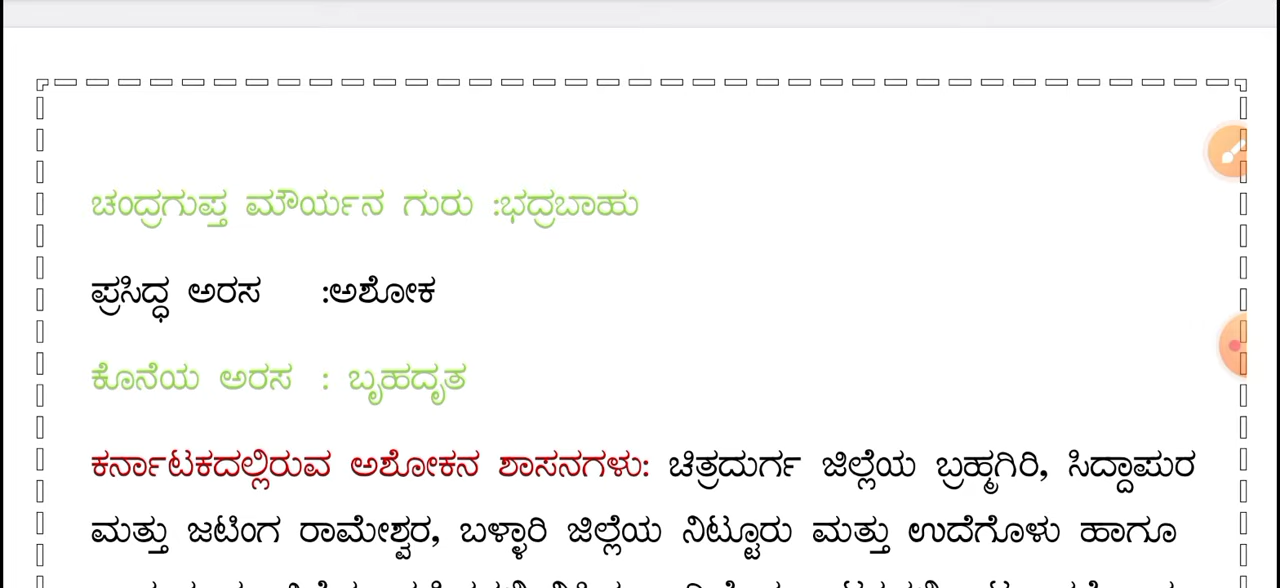 ಚಂದ್ರಗುಪ್ತ ಮೌರ್ಯನ ಗುರು :ಭದ್ರಬಾಹು
ಪ್ರಸಿದ್ಧ ಅರಸ :ಅಶೋಕ
ಕೊನೆಯ ಅರಸ : ಬೃಹದೃತ
ಕರ್ನಾಟಕದಲ್ಲಿರುವ ಅಶೋಕನ ಶಾಸನಗಳು: ಚಿತ್ರದುರ್ಗ ಜಿಲ್ಲೆಯ ಬ್ರಹ್ಮಗಿರಿ, ಸಿದ್ದಾಪುರ
ಮತ್ತು ಜಟಿಂಗ ರಾಮೇಶ್ವರ, ಬಳ್ಳಾರಿ ಜಿಲ್ಲೆಯ ನಿಟ್ಟೂರು ಮತ್ತು ಉದೆಗೊಳು ಹಾಗೂ